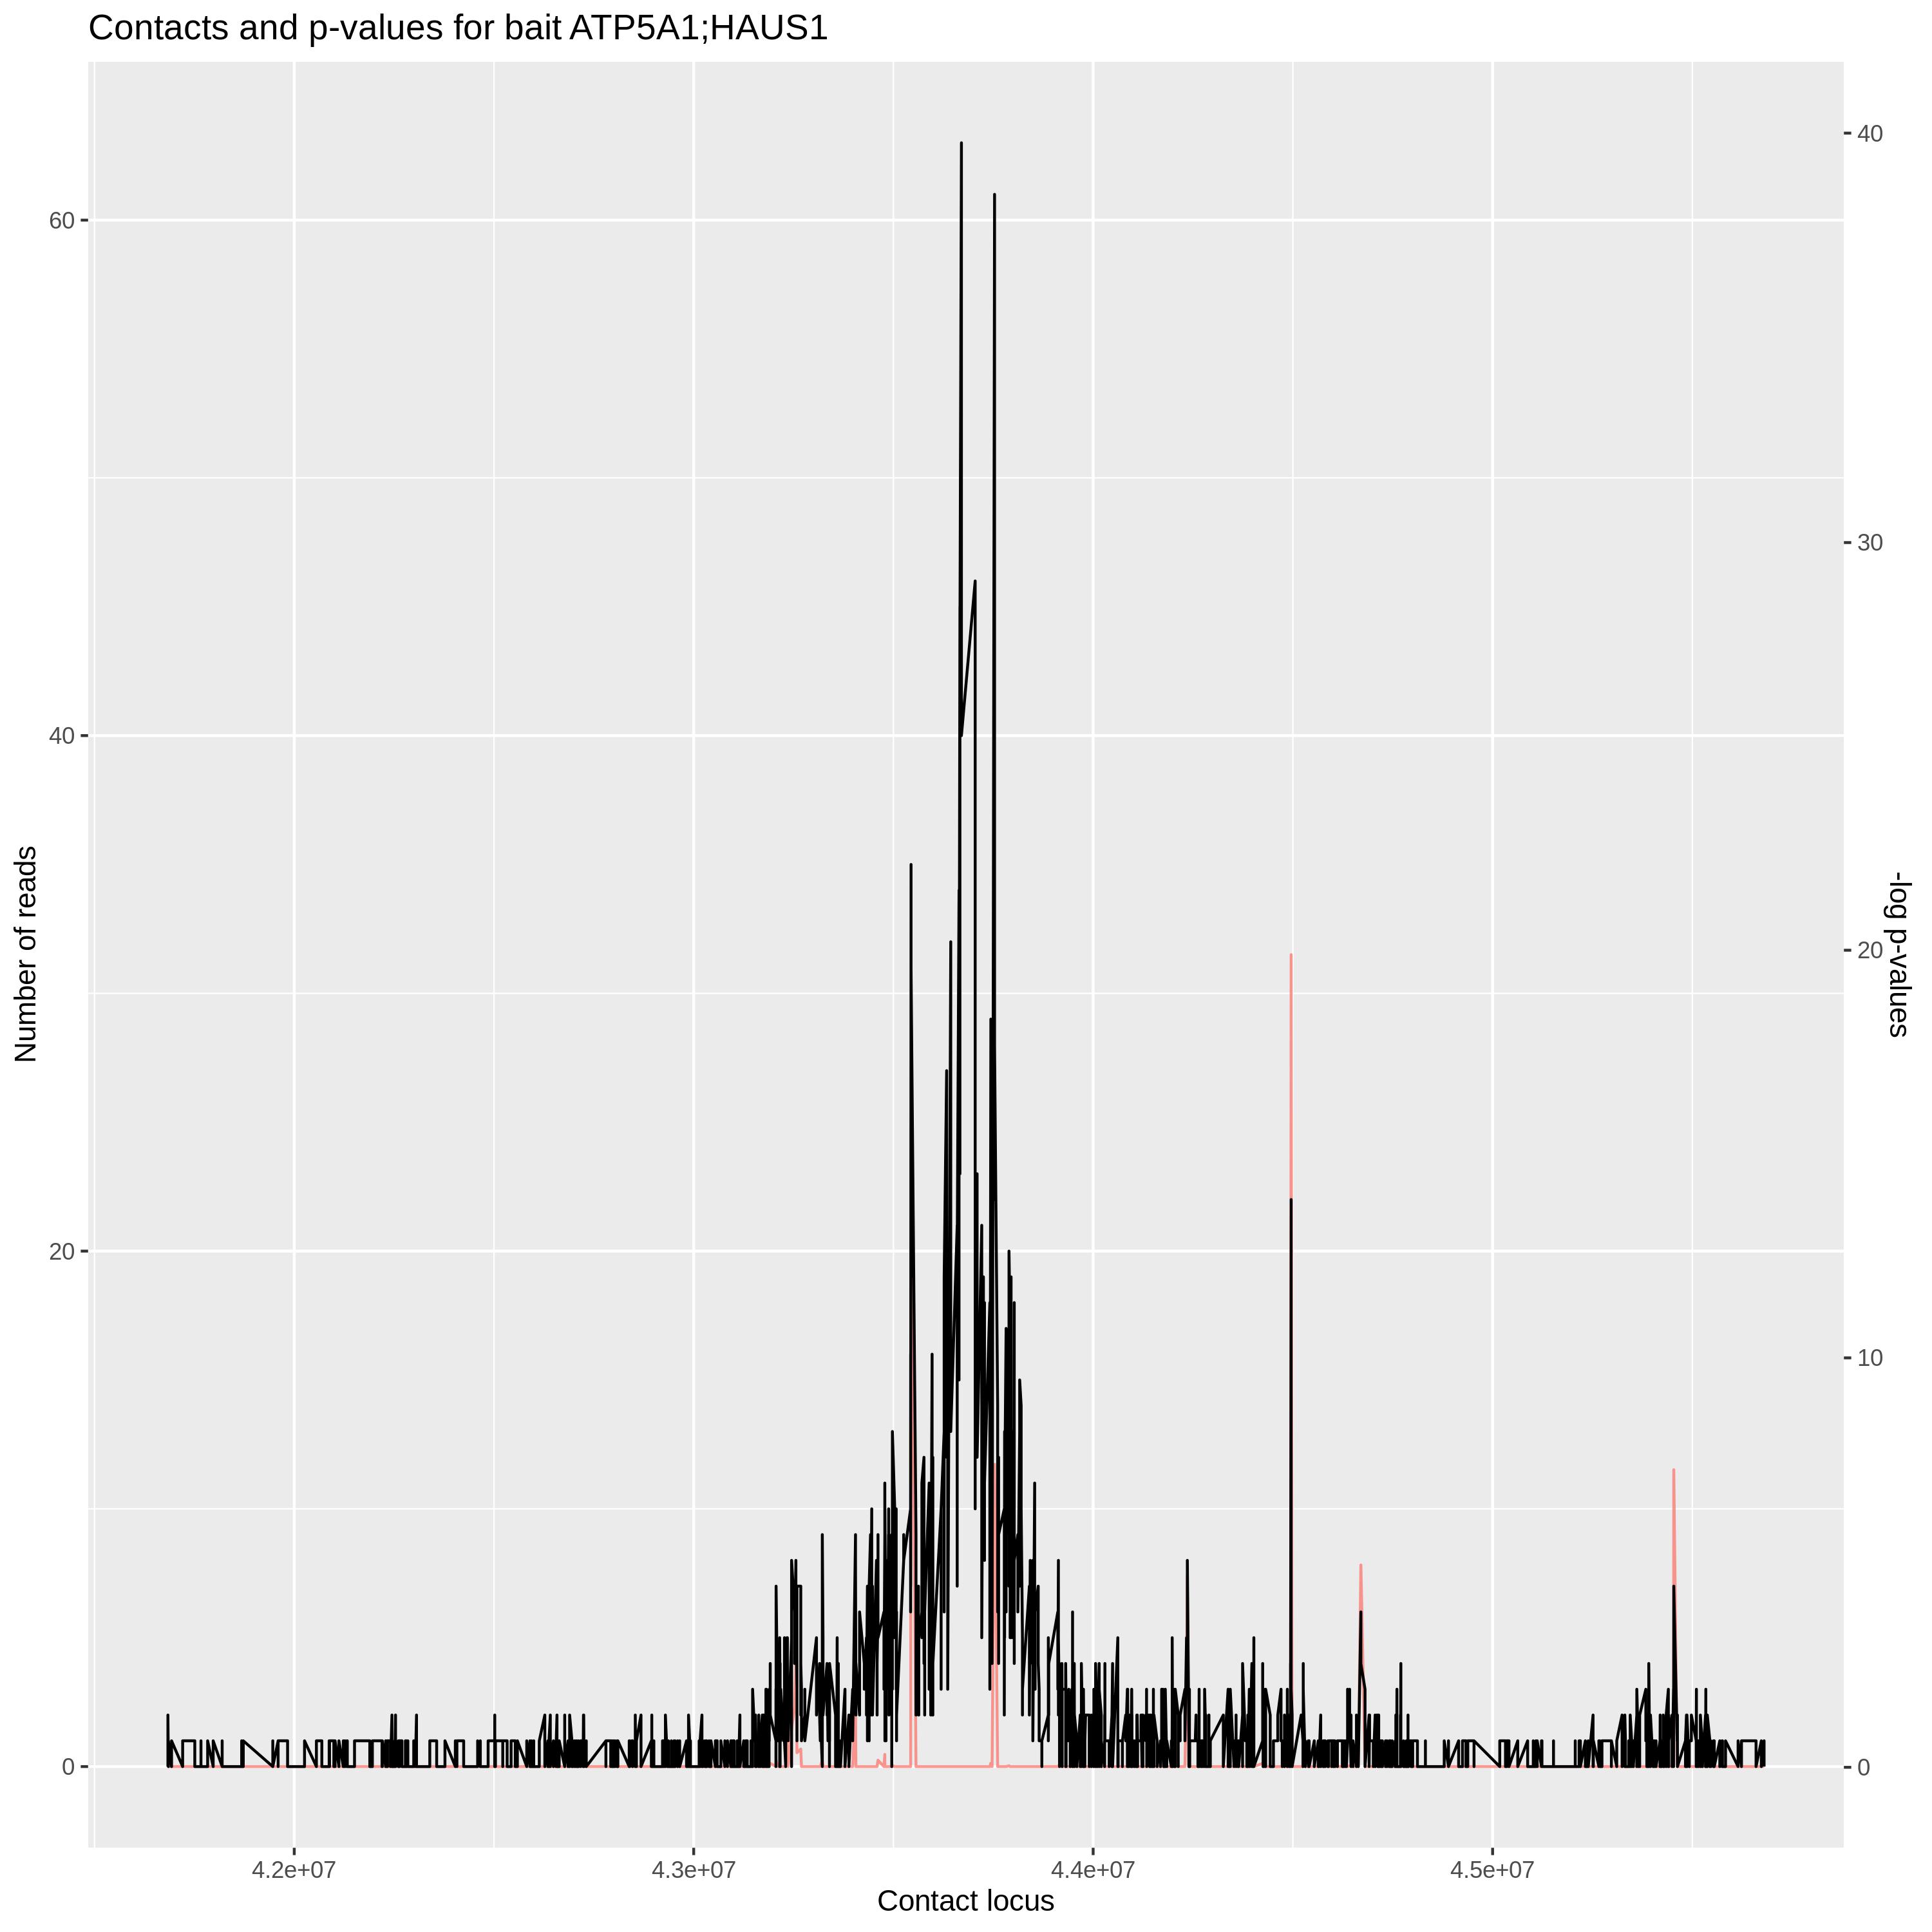 Contacts and p-values for bait ATP5A1;HAUS1
60
40
20
0
Number of reads
40
30
20
10
0
-log p-values
4.2e+07
4.3e+07
4.4e+07
4.5e+07
Contact locus